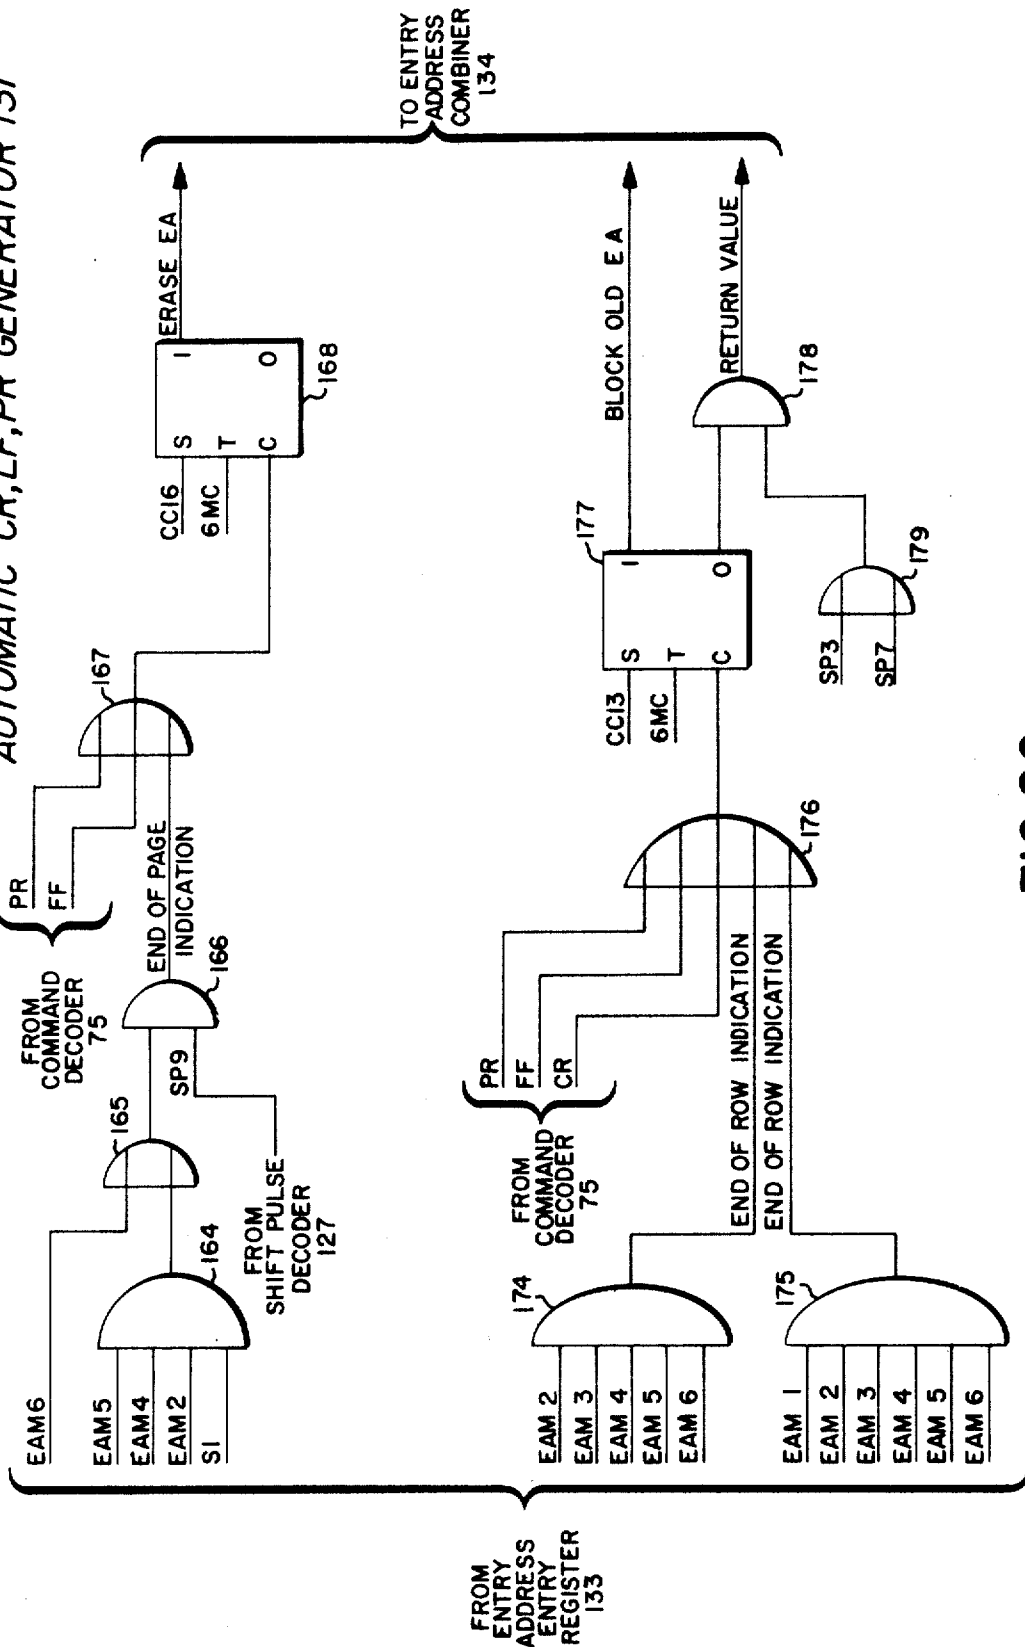 AUTOMATIC CR, LF, PR GENERATOR 131
FROM
ENTRY
ADDRESS
ENTRY
REGISTER
133
EAM6
EAM5
EAM4
EAM2
S1
164
165
FROM
SHIFT PULSE
DECODER
127
SP9
166
END OF PAGE
INDICATION
FROM
COMMAND
DECODER
75
PR
FF
167
CC16
6MC
S
T
C
1
0
168
ERASE EA
TO ENTRY
ADDRESS
COMBINER
134
EAM 2
EAM 3
EAM 4
EAM 5
EAM 6
174
EAM 1
EAM 2
EAM 3
EAM 4
EAM 5
EAM 6
175
END OF ROW INDICATION
END OF ROW INDICATION
FROM
COMMAND
DECODER
75
PR
FF
CR
176
CC13
6MC
S
T
C
1
0
177
BLOCK OLD EA
SP3
SP7
179
178
RETURN VALUE